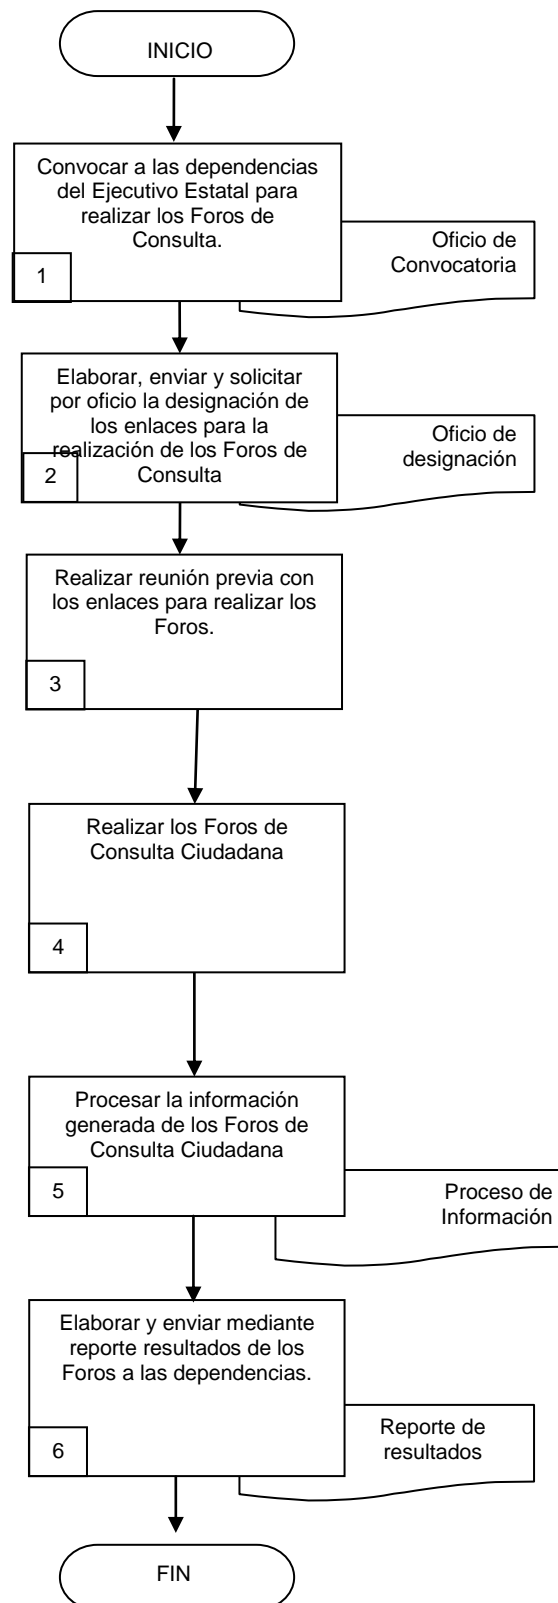 INICIO
Convocar a las dependencias
del Ejecutivo Estatal para
realizar los Foros de
Consulta.
1
Oficio de
Convocatoria
Elaborar, enviar y solicitar
por oficio la designación de
los enlaces para la
realización de los Foros de
Consulta
2
Oficio de
designación
Realizar reunión previa con
los enlaces para realizar los
Foros.
3
Realizar los Foros de
Consulta Ciudadana
4
Procesar la información
generada de los Foros de
Consulta Ciudadana
5
Proceso de
Información
Elaborar y enviar mediante
reporte resultados de los
Foros a las dependencias.
6
Reporte de
resultados
FIN